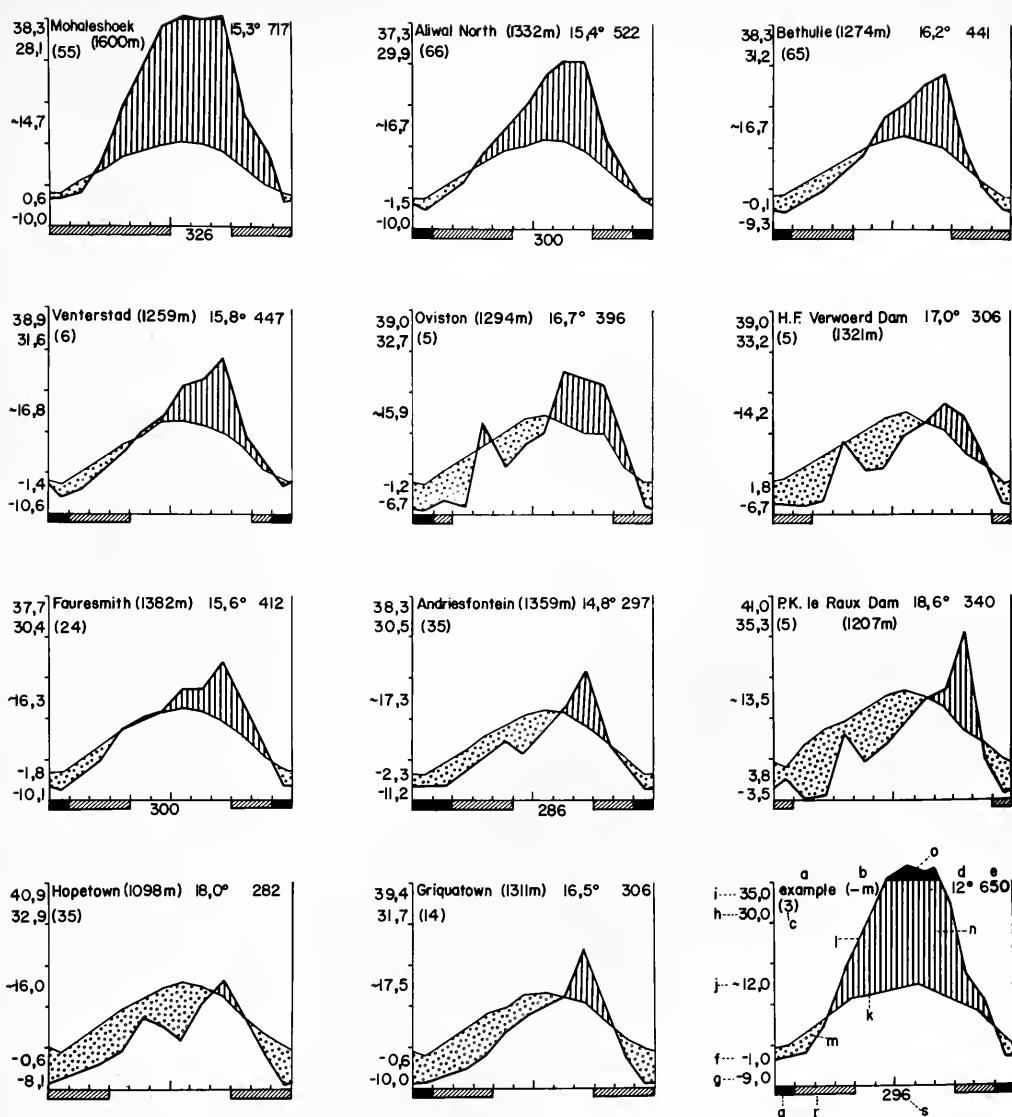 Mohaleshoek 15,3° 717
(1600m)
(55)
38,3
28,1
~14,7
0,6
-10,0
326
Aliwal North (1332m) 15,4° 522
(66)
37,3
29,9
~16,7
-1,5
-10,0
300
Bethulie (1274m) 16,2° 441
(65)
38,3
31,2
~16,7
-0,1
-9,3
Venterstad (1259m) 15,8° 447
(6)
38,9
31,6
~16,8
-1,4
-10,6
Oviston (1294m) 16,7° 396
(5)
39,0
32,7
~15,9
-1,2
-6,7
H.F. Verwoerd Dam 17,0° 306
(5) (1321m)
39,0
33,2
~14,2
1,8
-6,7
Fauresmith (1382m) 15,6° 412
(24)
37,7
30,4
~16,3
-1,8
-10,1
300
Andriesfontein (1359m) 14,8° 297
(35)
38,3
30,5
~17,3
-2,3
-11,2
286
P.K. le Raux Dam 18,6° 340
(5) (1207m)
41,0
35,3
~13,5
3,8
-3,5
Hopetown (1098m) 18,0° 282
(35)
40,9
32,9
~16,0
-0,6
-8,1
Griquatown (1311m) 16,5° 306
(14)
39,4
31,7
~17,5
-0,6
-10,0
o
a b d e
example (-m) 12° 650
(3)
c
i 35,0
h 30,0
l
n
j ~12,0
k
m
f -1,0
g -9,0
296
q r s